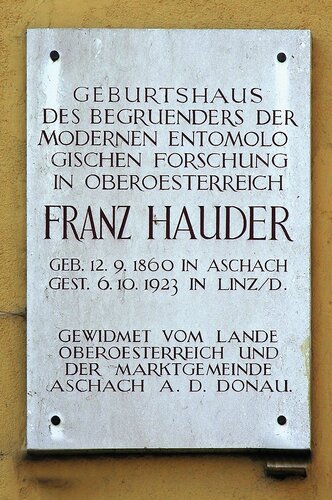 GEBURTSHAUS
DES BEGRUENDERS DER
MODERNEN ENTOMOLO
GISCHEN FORSCHUNG
IN OBEROESTERREICH
FRANZ HAUDER
GEB. 12. 9. 1860 IN ASCHACH
GEST. 6. 10. 1923 IN LINZ/D.
GEWIDMET VOM LANDE
OBEROESTERREICH UND
DER MARKTGEMEINDE
ASCHACH A. D. DONAU.